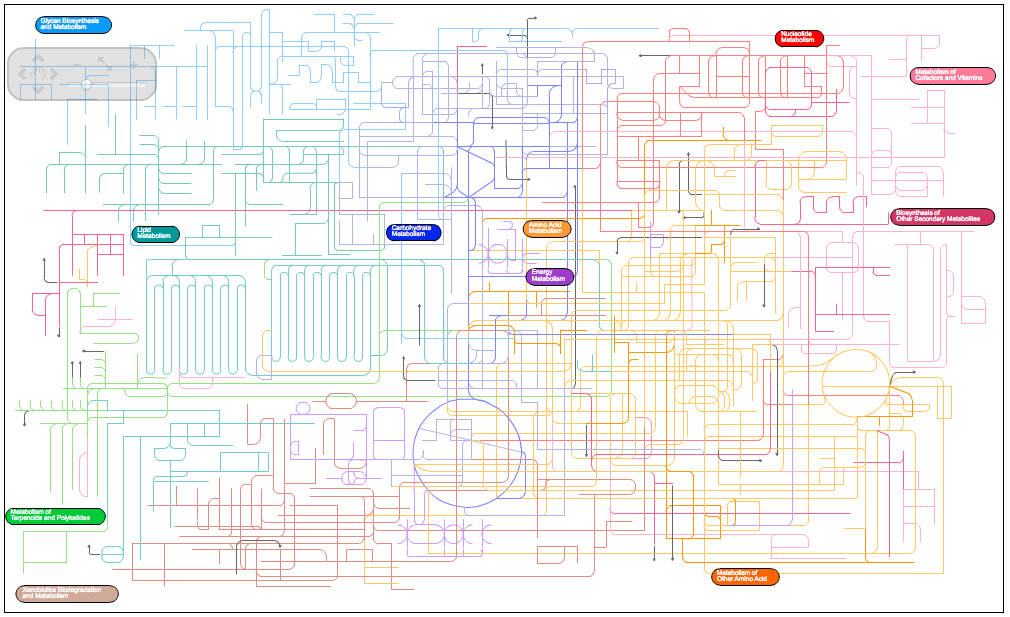 Glycan Biosynthesis
and Metabolism
Nucleotide
Metabolism
Metabolism of
Cofactors and Vitamins
Biosynthesis of
Other Secondary Metabolites
Lipid
Metabolism
Carbohydrate
Metabolism
Amino Acid
Metabolism
Energy
Metabolism
Metabolism of
Terpenoids and Polyketides
Metabolism of
Other Amino Acid
Xenobiotics Biodegradation
and Metabolism